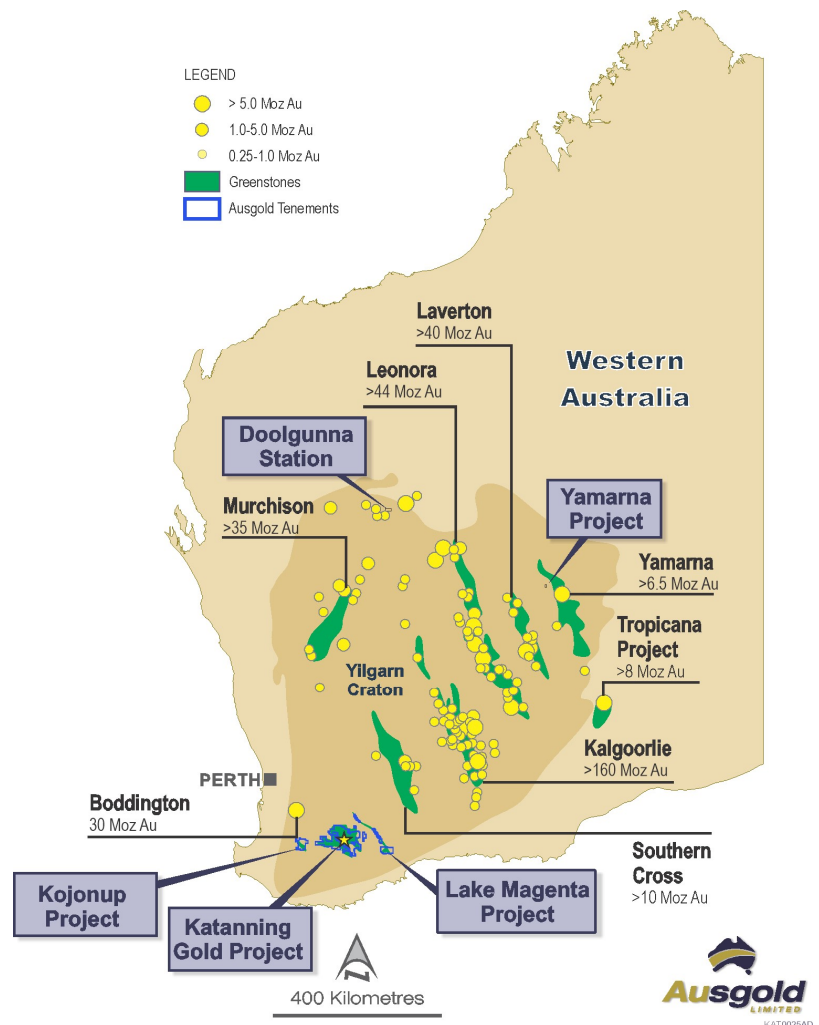 LEGEND
> 5.0 Moz Au
1.0-5.0 Moz Au
0.25-1.0 Moz Au
Greenstones
Ausgold Tenements
Laverton
>40 Moz Au
Western
Australia
Leonora
>44 Moz Au
Doolgunna
Station
Yamarna
Project
Murchison
>35 Moz Au
Yamarna
>6.5 Moz Au
Tropicana
Project
>8 Moz Au
Yilgarn
Craton
Kalgoorlie
>160 Moz Au
PERTH
Boddington
30 Moz Au
Southern
Cross
>10 Moz Au
Kojonup
Project
Katanning
Gold Project
Lake Magenta
Project
N
400 Kilometres
Ausgold
LIMITED
KAT0025AD